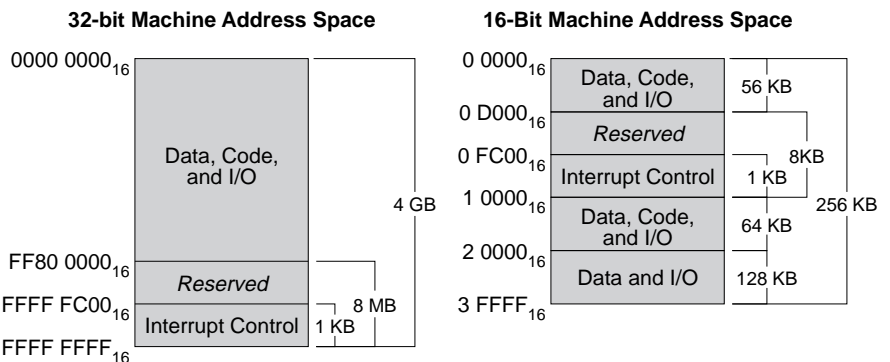 32-bit Machine Address Space
0000 0000₁₆
Data, Code,
and I/O
4 GB
FF80 0000₁₆
Reserved
8 MB
FFFF FC00₁₆
Interrupt Control
1 KB
FFFF FFFF₁₆
16-Bit Machine Address Space
0 0000₁₆
Data, Code,
and I/O
56 KB
0 D000₁₆
Reserved
8KB
0 FC00₁₆
Interrupt Control
1 KB
1 0000₁₆
256 KB
Data, Code,
and I/O
64 KB
2 0000₁₆
Data and I/O
128 KB
3 FFFF₁₆